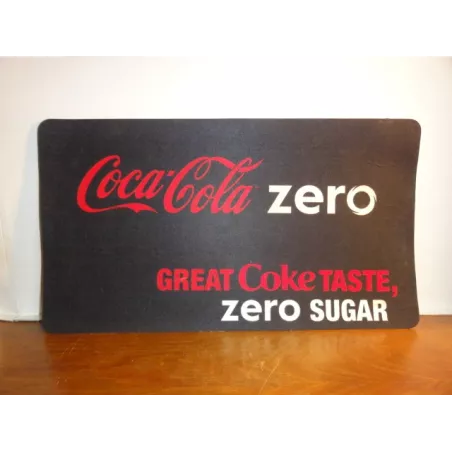 Coca-Cola zero
GREAT Coke TASTE,
zero SUGAR